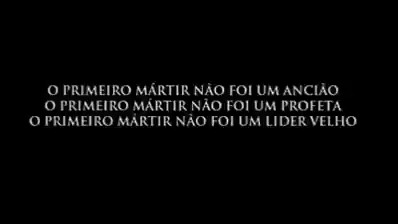 O PRIMEIRO MÁRTIR NÃO FOI UM ANCIÃO
O PRIMEIRO MÁRTIR NÃO FOI UM PROFETA
O PRIMEIRO MÁRTIR NÃO FOI UM LIDER VELHO